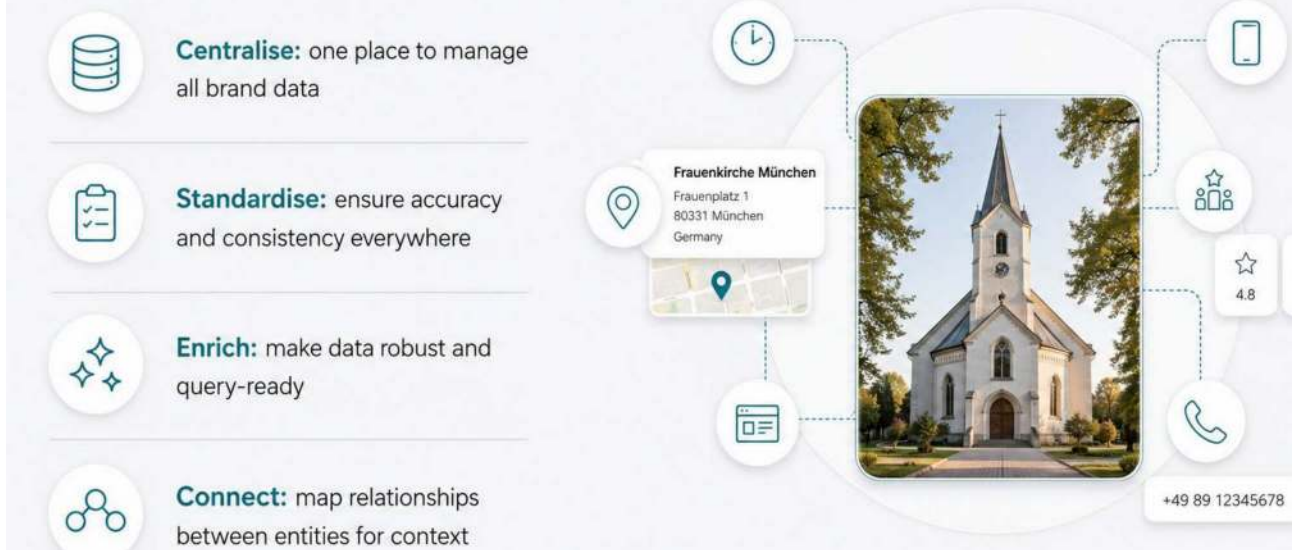 Centralise: one place to manage
all brand data
Standardise: ensure accuracy
and consistency everywhere
Enrich: make data robust and
query-ready
Connect: map relationships
between entities for context
Frauenkirche München
Frauenplatz 1
80331 München
Germany
4.8
+49 89 12345678